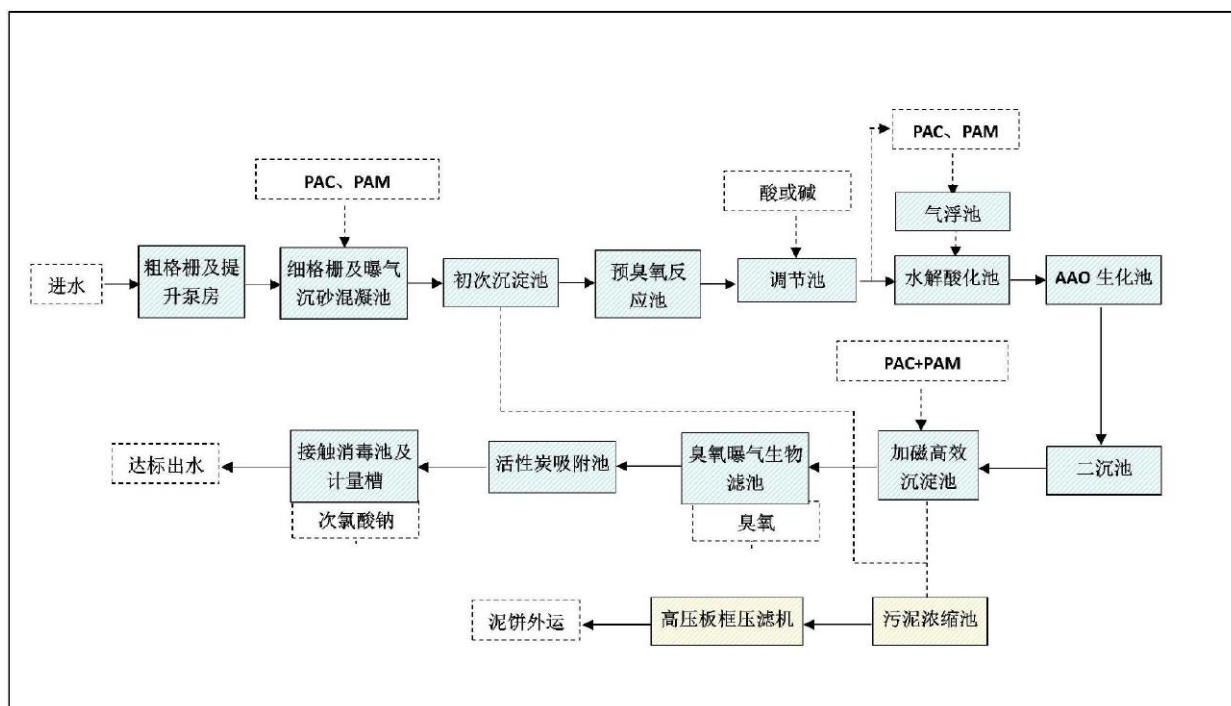 PAC、PAM
PAC、PAM
酸或碱
气浮池
进水
粗格栅及提
升泵房
细格栅及曝气
沉砂混凝池
初次沉淀池
预臭氧反
应池
调节池
水解酸化池
AAO 生化池
PAC+PAM
达标出水
接触消毒池及
计量槽
次氯酸钠
活性炭吸附池
臭氧曝气生物
滤池
臭氧
加磁高效
沉淀池
二沉池
泥饼外运
高压板框压滤机
污泥浓缩池